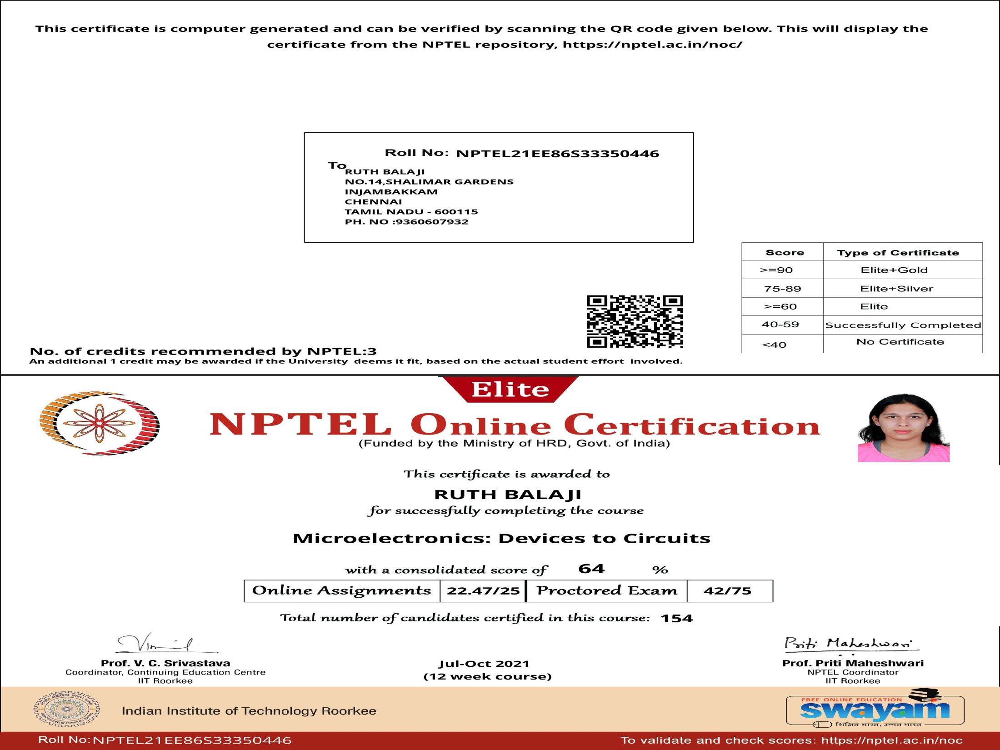 This certificate is computer generated and can be verified by scanning the QR code given below. This will display the
certificate from the NPTEL repository, https://nptel.ac.in/noc/
Roll No: NPTEL21EE86S33350446
To
RUTH BALAJI
NO.14,SHALIMAR GARDENS
INJAMBAKKAM
CHENNAI
TAMIL NADU - 600115
PH. NO :9360607932
Score Type of Certificate
>=90 Elite+Gold
75-89 Elite+Silver
>=60 Elite
40-59 Successfully Completed
<40 No Certificate
No. of credits recommended by NPTEL:3
An additional 1 credit may be awarded if the University deems it fit, based on the actual student effort involved.
Elite
NPTEL Online Certification
(Funded by the Ministry of HRD, Govt. of India)
This certificate is awarded to
RUTH BALAJI
for successfully completing the course
Microelectronics: Devices to Circuits
with a consolidated score of 64 %
Online Assignments 22.47/25 Proctored Exam 42/75
Total number of candidates certified in this course: 154
Priti Maheshwari
Prof. V. C. Srivastava
Coordinator, Continuing Education Centre
IIT Roorkee
Jul-Oct 2021
(12 week course)
Prof. Priti Maheshwari
NPTEL Coordinator
IIT Roorkee
Indian Institute of Technology Roorkee
FREE ONLINE EDUCATION
swayam
शिक्षित भारत, उन्नत भारत
Roll No: NPTEL21EE86S33350446
To validate and check scores: https://nptel.ac.in/noc